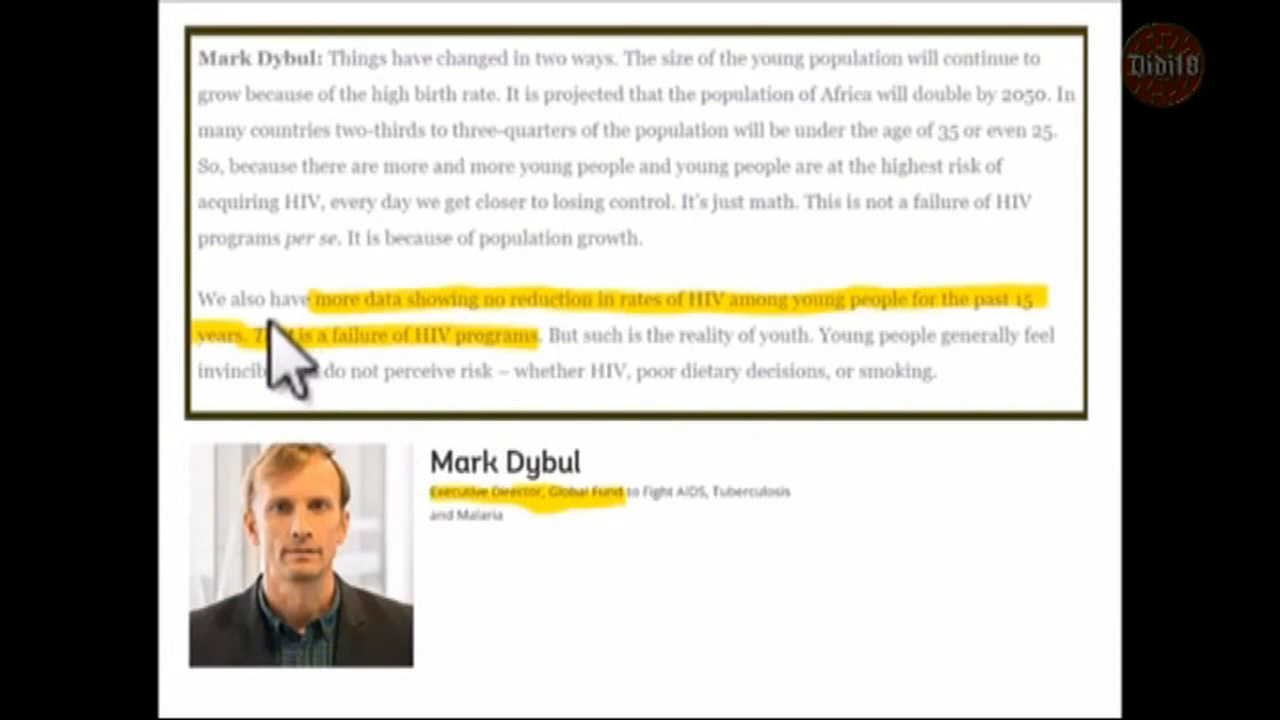 Mark Dybul: Things have changed in two ways. The size of the young population will continue to
grow because of the high birth rate. It is projected that the population of Africa will double by 2050. In
many countries two-thirds to three-quarters of the population will be under the age of 35 or even 25.
So, because there are more and more young people and young people are at the highest risk of
acquiring HIV, every day we get closer to losing control. It's just math. This is not a failure of HIV
programs per se. It is because of population growth.
We also have more data showing no reduction in rates of HIV among young people for the past 15
years. is a failure of HIV programs. But such is the reality of youth. Young people generally feel
do not perceive risk – whether HIV, poor dietary decisions, or smoking.
Mark Dybul
Executive Director, Global Fund to Fight AIDS, Tuberculosis
and Malaria
Didi18